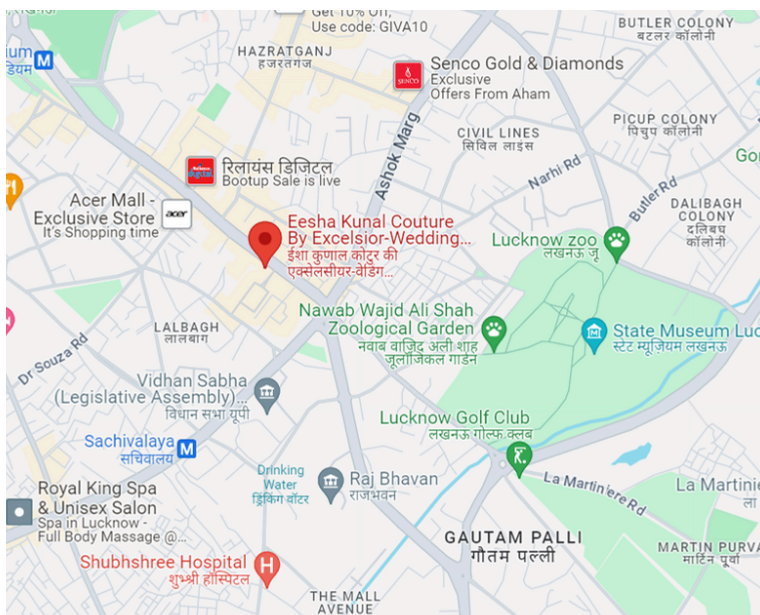 Get 10% Off,
Use code: GIVA10
BUTLER COLONY
बटलर कॉलोनी
HAZRATGANJ
हजरतगंज
ium
डियम
M
Senco Gold & Diamonds
Exclusive
Offers From Aham
SENCO
PICUP COLONY
पिचुप कॉलोनी
CIVIL LINES
सिविल लाइंस
Ashok Marg
Narhi Rd
Gor
रिलायंस डिजिटल
Bootup Sale is live
Butler Rd
DALIBAGH
COLONY
दलिबघ
कॉलोनी
Acer Mall -
Exclusive Store
It's Shopping time
acer
Eesha Kunal Couture
By Excelsior-Wedding...
ईशा कुणाल कोटुर की
एक्सेलसीयर-वेडिंग...
Lucknow zoo
लखनऊ जू
Nawab Wajid Ali Shah
Zoological Garden
नवाब वाजिद अली शाह
जूलॉजिकल गार्डन
State Museum Luc
स्टेट म्यूज़ियम लखनऊ
LALBAGH
लालबाग
Dr Souza Rd
Vidhan Sabha
(Legislative Assembly)...
विधान सभा यूपी
Lucknow Golf Club
लखनऊ गोल्फ क्लब
Sachivalaya
सचिवालय
M
Drinking
Water
ड्रिंकिंग वॉटर
Raj Bhavan
राजभवन
La Martin'ere Rd
La Martinie
ला
Royal King Spa
& Unisex Salon
Spa in Lucknow -
Full Body Massage @...
GAUTAM PALLI
गौतम पल्ली
MARTIN PURVA
मार्टिन पूर्वा
Shubhshree Hospital
शुभ्श्री हॉस्पिटल
H
THE MALL
AVENUE